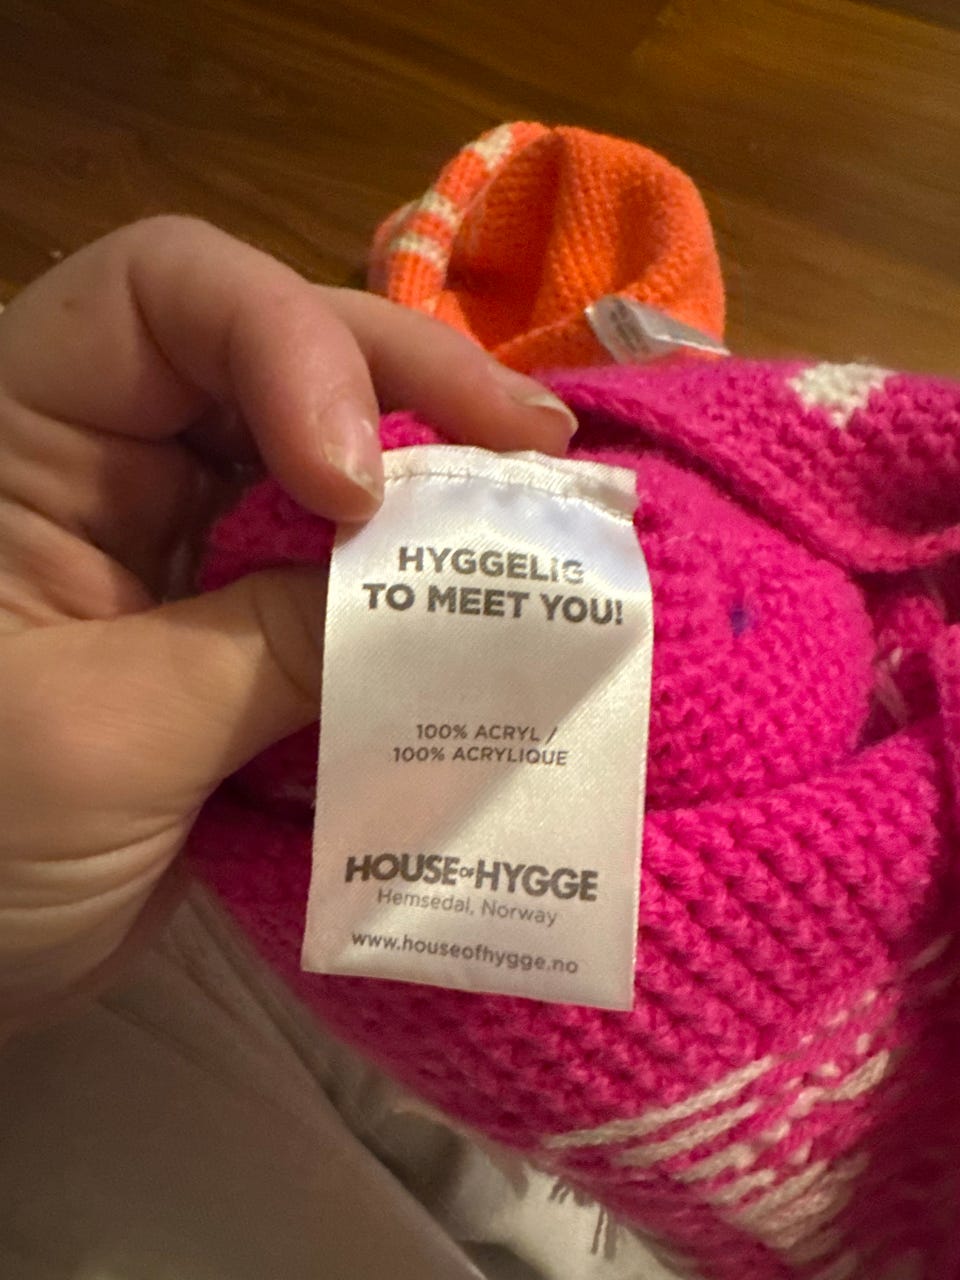 HYGGELIG
TO MEET YOU!
100% ACRYL /
100% ACRYLIQUE
HOUSE OF HYGGE
Hemsedal, Norway
www.houseofhygge.no